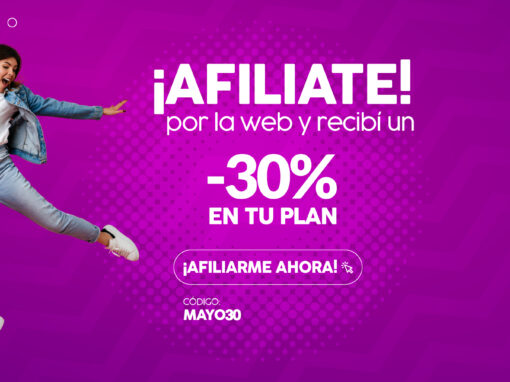 ¡AFILIATE!
por la web y recibí un
-30%
EN TU PLAN
¡AFILIARME AHORA!
CÓDIGO:
MAYO30